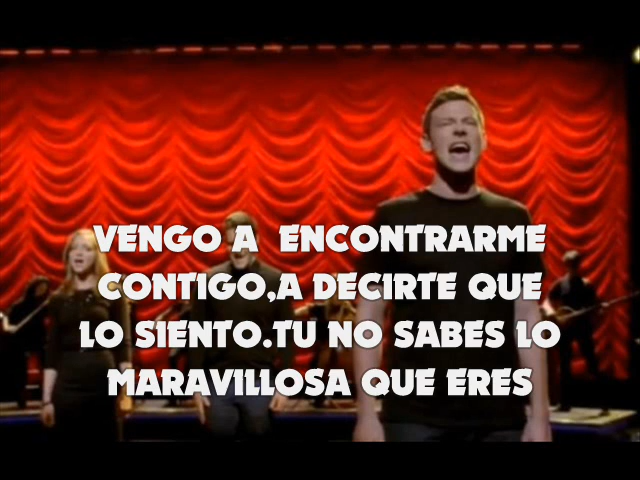 VENGO A ENCONTRARME
CONTIGO,A DECIRTE QUE
LO SIENTO.TU NO SABES LO
MARAVILLOSA QUE ERES